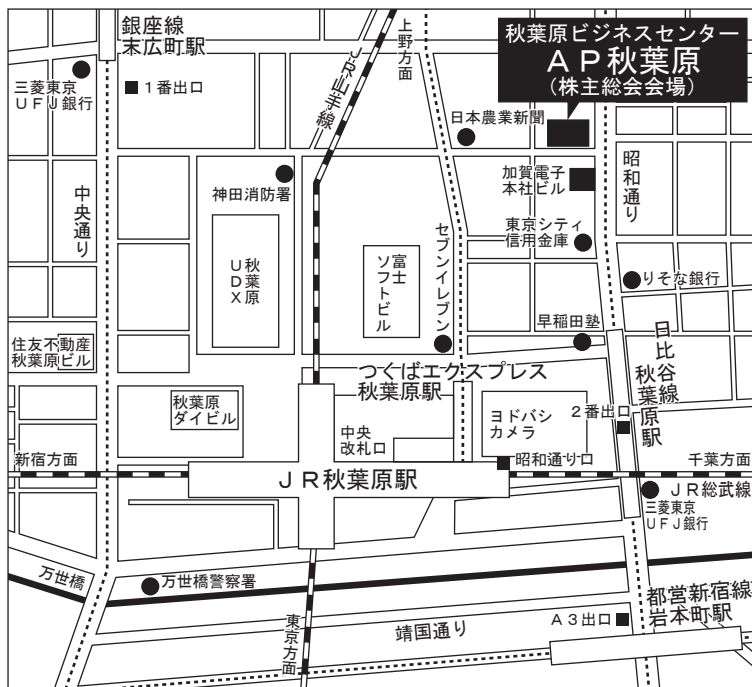 銀座線
末広町駅
三菱東京
UFJ銀行
1番出口
JR山手線
上野方面
秋葉原ビジネスセンター
AP秋葉原
(株主総会会場)
日本農業新聞
加賀電子
本社ビル
昭和通り
神田消防署
中央通り
秋葉原
UDX
富士
ソフトビル
セブンイレブン
東京シティ
信用金庫
りそな銀行
早稲田塾
住友不動産
秋葉原ビル
つくばエクスプレス
秋葉原駅
日比谷線
秋葉原駅
秋葉原
ダイビル
中央
改札口
ヨドバシ
カメラ
2番出口
新宿方面
昭和通り口
千葉方面
JR秋葉原駅
JR総武線
三菱東京
UFJ銀行
万世橋
万世橋警察署
東京方面
靖国通り
A3出口
都営新宿線
岩本町駅